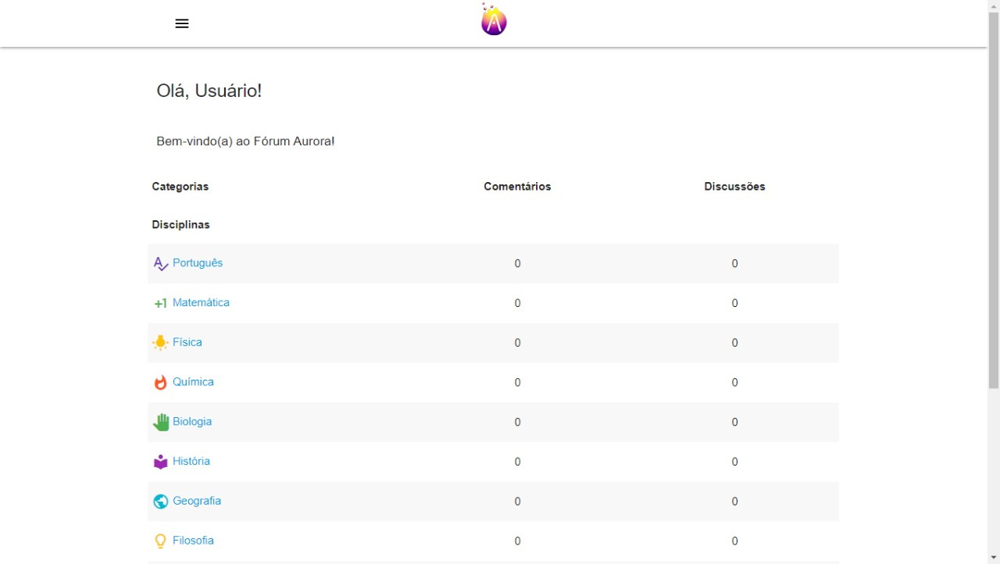 Olá, Usuário!
Bem-vindo(a) ao Fórum Aurora!
Categorias Comentários Discussões
Disciplinas
Português 0 0
+1 Matemática 0 0
Física 0 0
Química 0 0
Biologia 0 0
História 0 0
Geografia 0 0
Filosofia 0 0